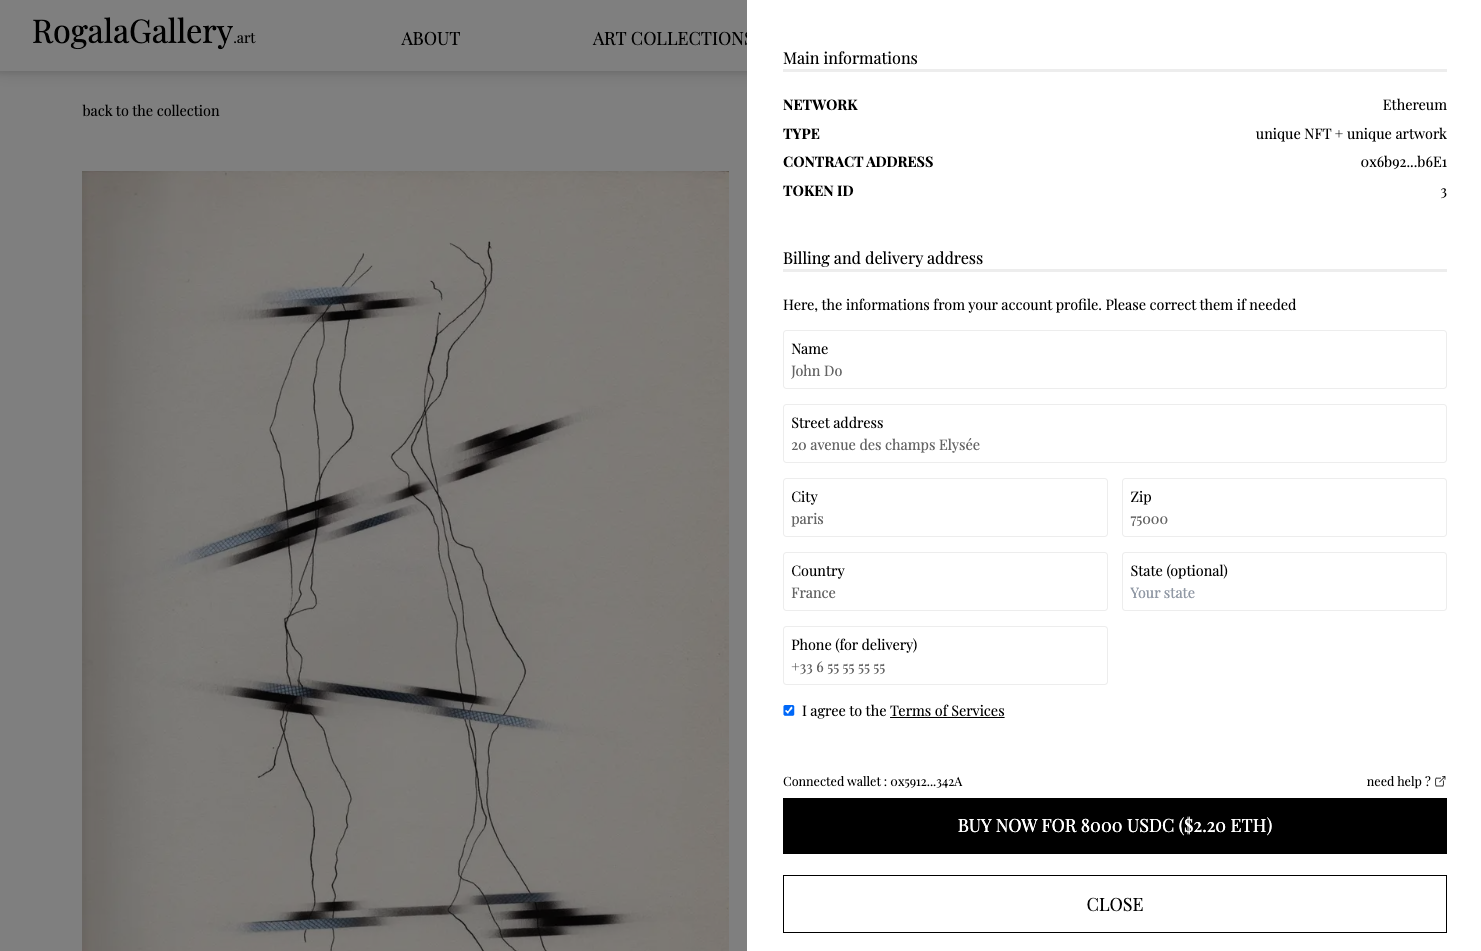 RogalaGallery.art
ABOUT
ART COLLECTIONS
back to the collection
Main informations
NETWORK Ethereum
TYPE unique NFT + unique artwork
CONTRACT ADDRESS 0x6b92...b6E1
TOKEN ID 3
Billing and delivery address
Here, the informations from your account profile. Please correct them if needed
Name
John Do
Street address
20 avenue des champs Elysée
City
paris
Zip
75000
Country
France
State (optional)
Your state
Phone (for delivery)
+33 6 55 55 55 55
I agree to the Terms of Services
Connected wallet : 0x5912...342A
need help ?
BUY NOW FOR 8000 USDC ($2.20 ETH)
CLOSE